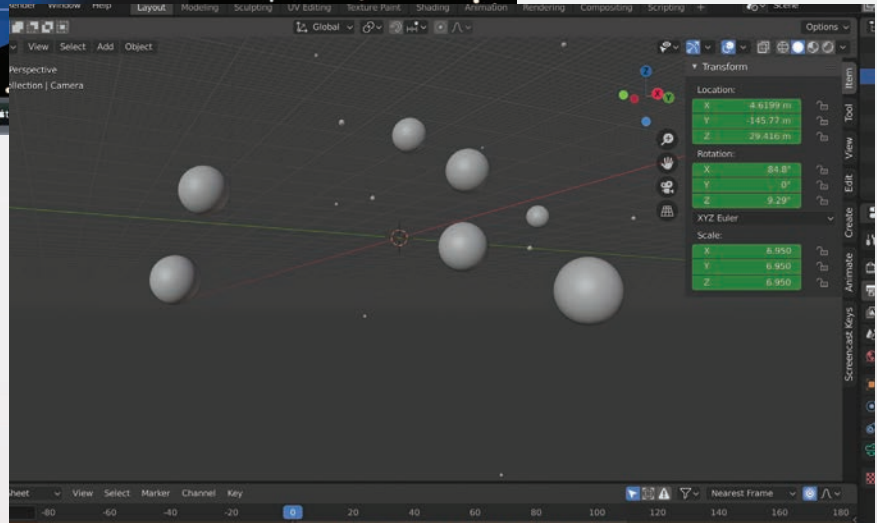 Window Help Layout Modeling Sculpting UV Editing Texture Paint Shading Animation Rendering Compositing Scripting + Scene
Global Options
View Select Add Object
Perspective
Camera
Transform
Location:
X 4.6199 m
Y -145.77 m
Z 29.416 m
Rotation:
X 84.8°
Y 0°
Z 9.29°
XYZ Euler
Scale:
X 6.950
Y 6.950
Z 6.950
Item
Tool
View
Edit
Create
Animate
Screencast Keys
Z
X
Y
View Select Marker Channel Key Nearest Frame
-80 -60 -40 -20 0 20 40 60 80 100 120 140 160 180